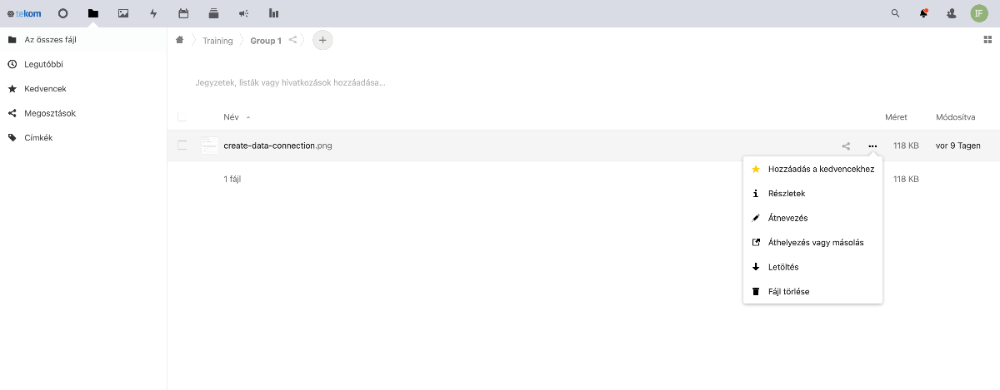 tekom
IF
Az összes fájl
Legutóbbi
Kedvencek
Megosztások
Címkék
Training
Group 1
Jegyzetek, listák vagy hivatkozások hozzáadása...
Név
Méret
Módosítva
create-data-connection.png
118 KB
vor 9 Tagen
Hozzáadás a kedvencekhez
Részletek
Átnevezés
Áthelyezés vagy másolás
Letöltés
Fájl törlése
1 fájl
118 KB